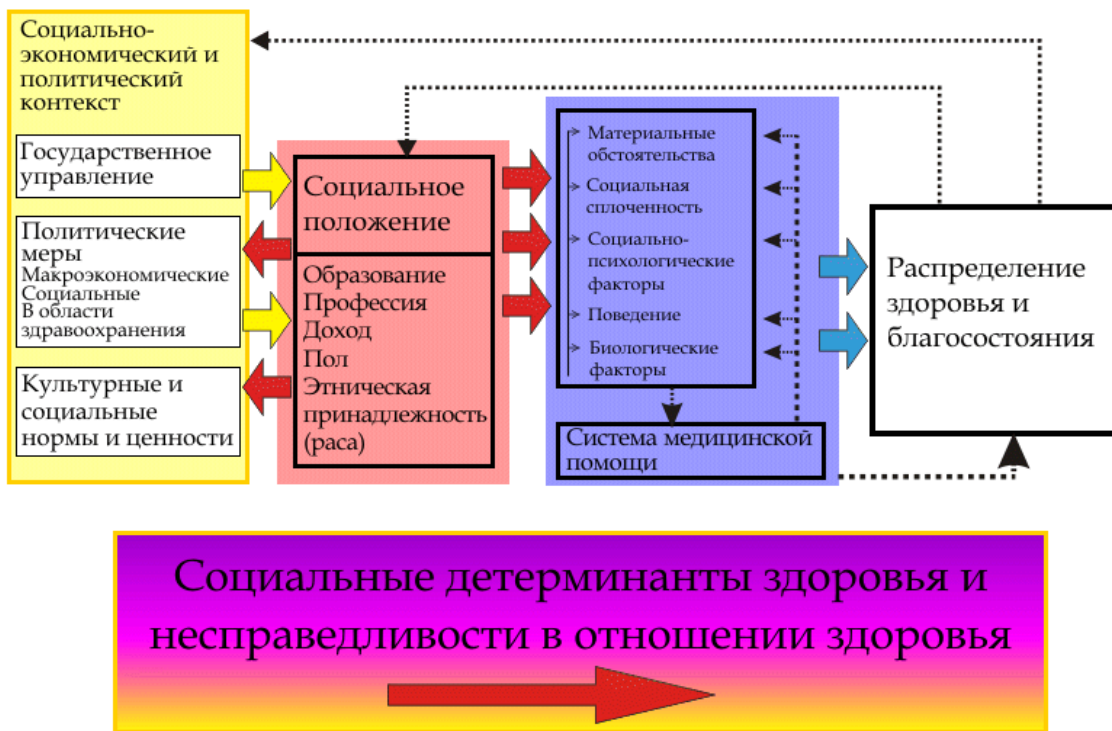 Социально-
экономический и
политический
контекст
Государственное
управление
Политические
меры
Макроэкономические
Социальные
В области
здравоохранения
Культурные и
социальные
нормы и ценности
Социальное
положение
Образование
Профессия
Доход
Пол
Этническая
принадлежность
(раса)
Материальные
обстоятельства
Социальная
сплоченность
Социально-
психологические
факторы
Поведение
Биологические
факторы
Система медицинской
помощи
Распределение
здоровья и
благосостояния
Социальные детерминанты здоровья и
несправедливости в отношении здоровья